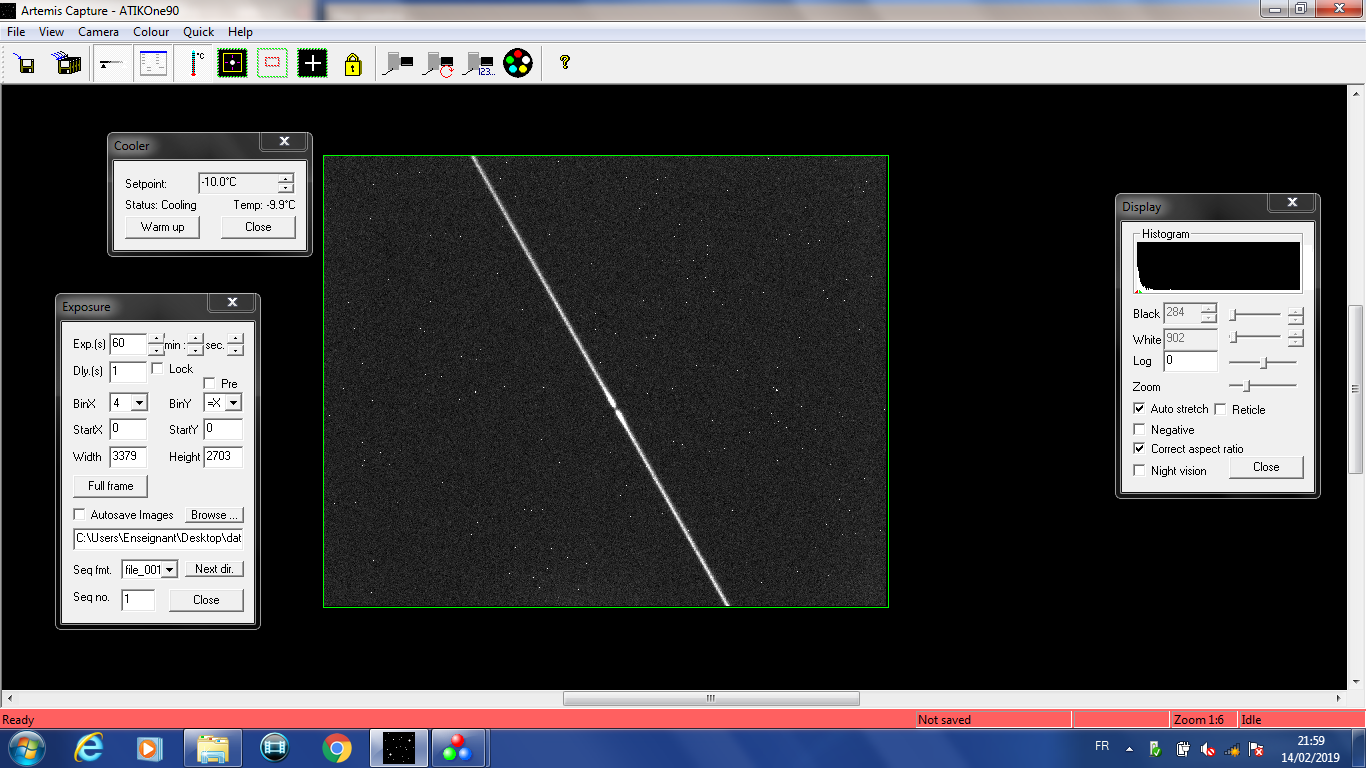 Artemis Capture - ATIKOne90
File View Camera Colour Quick Help
°C
123...
?
Cooler
Setpoint: -10.0°C
Status: Cooling Temp: -9.9°C
Warm up Close
Exposure
Exp.(s) 60 min : sec.
Dly.(s) 1 Lock
Pre
BinX 4 BinY =X
StartX 0 StartY 0
Width 3379 Height 2703
Full frame
Autosave Images Browse ...
C:\Users\Enseignant\Desktop\dat
Seq fmt. file_001 Next dir.
Seq no. 1 Close
Display
Histogram
Black 284
White 902
Log 0
Zoom
Auto stretch Reticle
Negative
Correct aspect ratio
Night vision Close
Ready Not saved Zoom 1:6 Idle
FR 21:59
14/02/2019